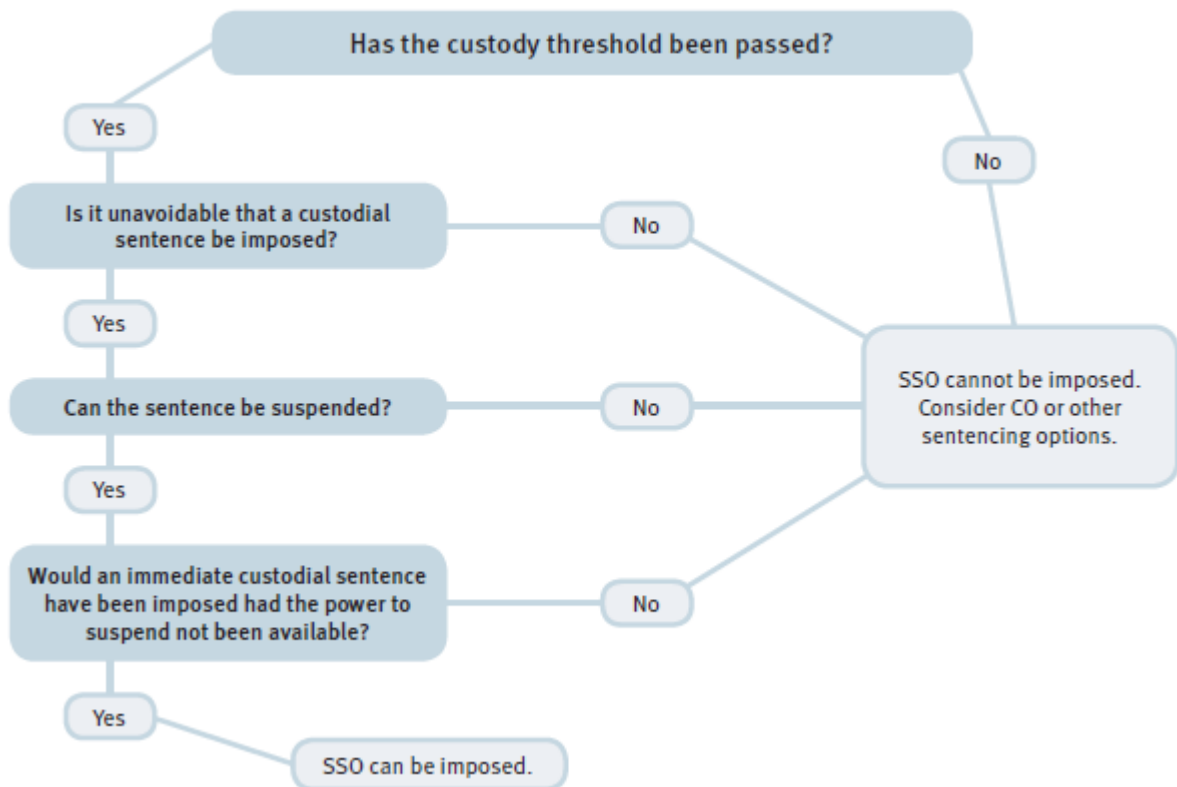 Has the custody threshold been passed?
Yes
No
Is it unavoidable that a custodial
sentence be imposed?
No
Yes
SSO cannot be imposed.
Consider CO or other
sentencing options.
Can the sentence be suspended?
No
Yes
Would an immediate custodial sentence
have been imposed had the power to
suspend not been available?
No
Yes
SSO can be imposed.